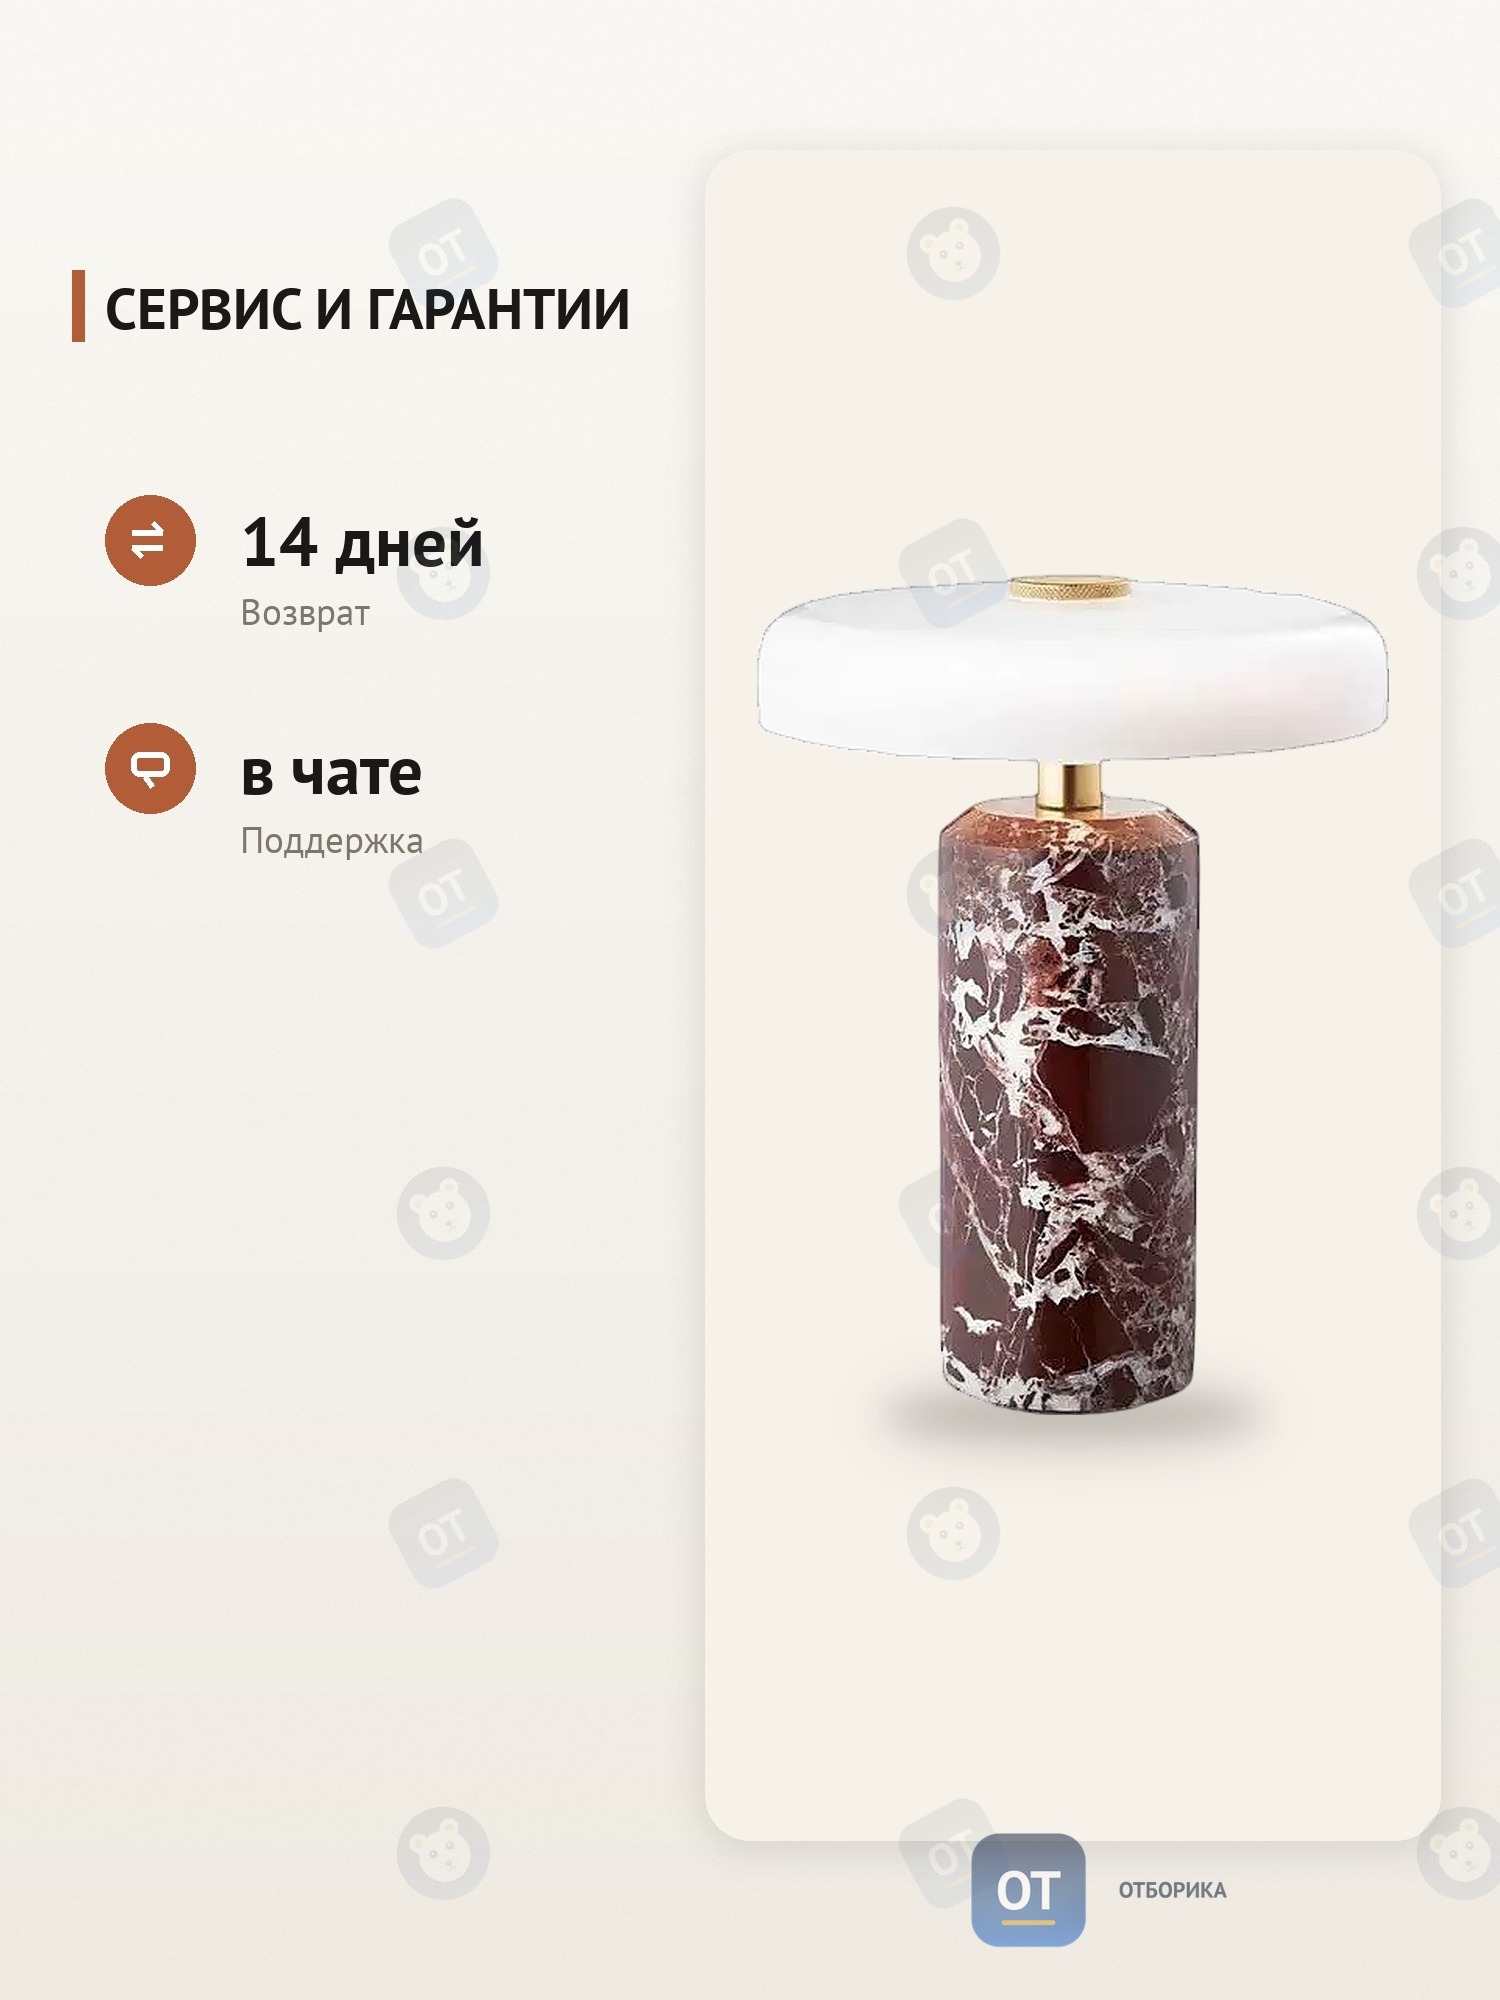 СЕРВИС И ГАРАНТИИ
14 дней
Возврат
в чате
Поддержка
ОТ
ОТБОРИКА